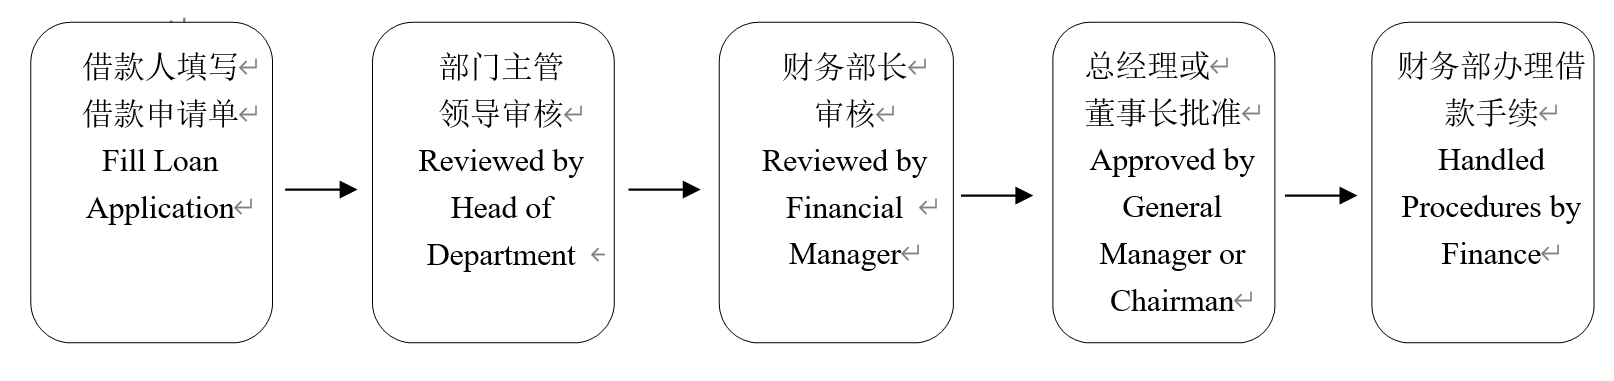 借款人填写
借款申请单
Fill Loan
Application
部门主管
领导审核
Reviewed by
Head of
Department
财务部长
审核
Reviewed by
Financial
Manager
总经理或
董事长批准
Approved by
General
Manager or
Chairman
财务部办理借
款手续
Handled
Procedures by
Finance